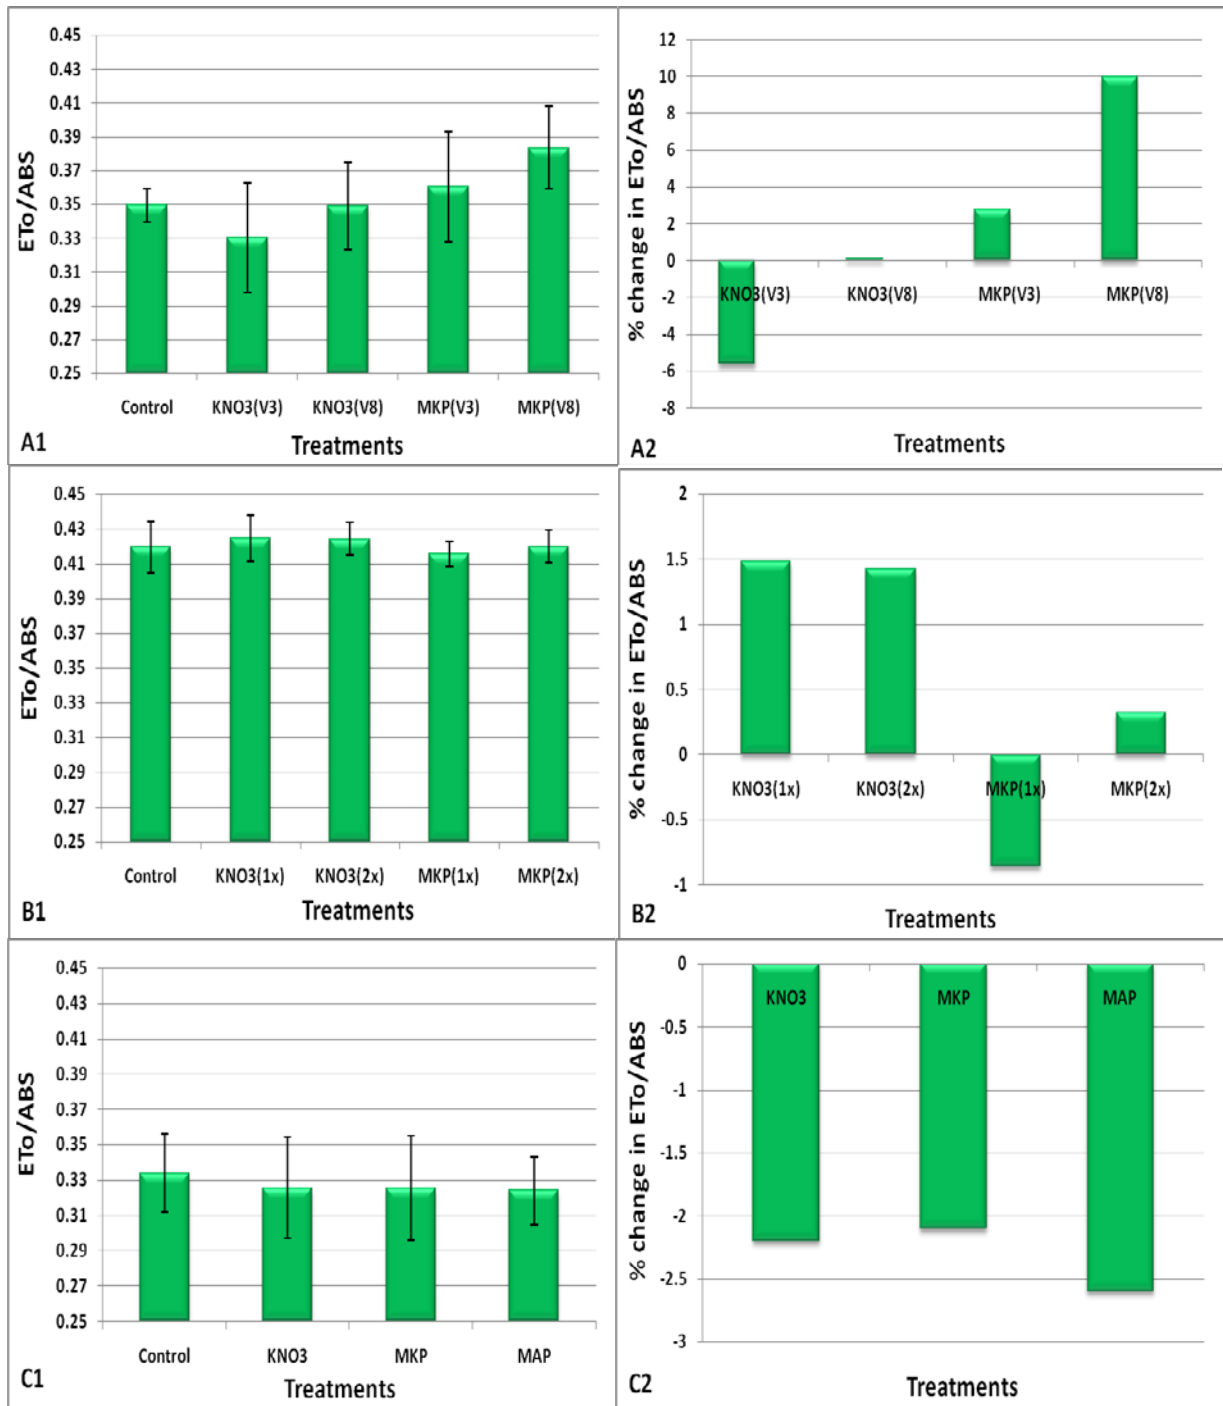 0.45
0.43
0.41
0.39
0.37
0.35
0.33
0.31
0.29
0.27
0.25
ETo/ABS
Control KNO3(V3) KNO3(V8) MKP(V3) MKP(V8)
Treatments
A1
12
10
8
6
4
2
0
-2
-4
-6
-8
% change in ETo/ABS
KNO3(V3) KNO3(V8) MKP(V3) MKP(V8)
Treatments
A2
0.45
0.43
0.41
0.39
0.37
0.35
0.33
0.31
0.29
0.27
0.25
ETo/ABS
Control KNO3(1x) KNO3(2x) MKP(1x) MKP(2x)
Treatments
B1
2
1.5
1
0.5
0
-0.5
-1
% change in ETo/ABS
KNO3(1x) KNO3(2x) MKP(1x) MKP(2x)
Treatments
B2
0.45
0.43
0.41
0.39
0.37
0.35
0.33
0.31
0.29
0.27
0.25
ETo/ABS
Control KNO3 MKP MAP
Treatments
C1
0
-0.5
-1
-1.5
-2
-2.5
-3
% change in ETo/ABS
KNO3 MKP MAP
Treatments
C2